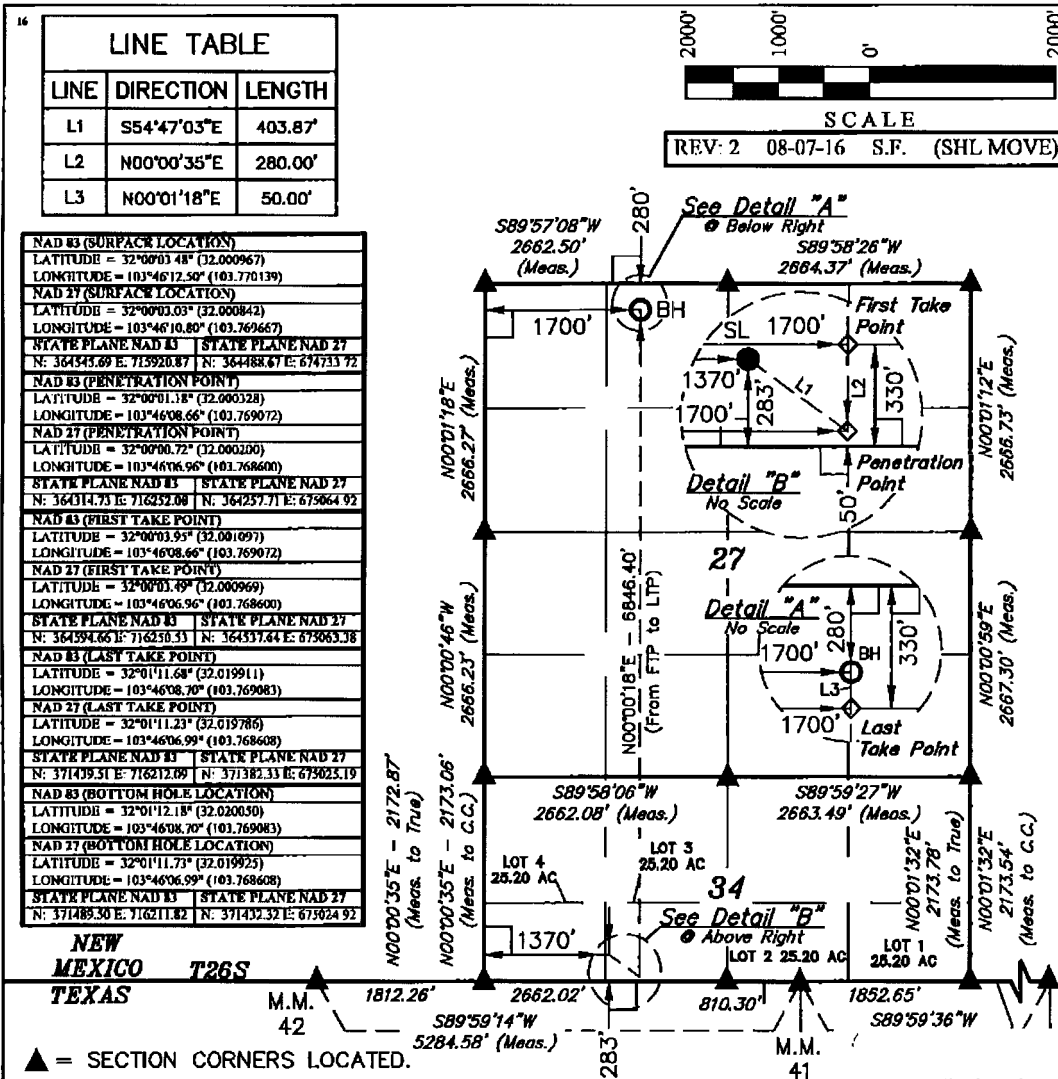 16
LINE TABLE
LINE DIRECTION LENGTH
L1 S54°47'03"E 403.87'
L2 N00°00'35"E 280.00'
L3 N00°01'18"E 50.00'
2000' 1000' 0' 2000'
SCALE
REV: 2 08-07-16 S.F. (SHL MOVE)
NAD 83 (SURFACE LOCATION)
LATITUDE = 32°00'03.48" (32.000967)
LONGITUDE = 103°46'12.50" (103.770139)
NAD 27 (SURFACE LOCATION)
LATITUDE = 32°00'03.03" (32.000842)
LONGITUDE = 103°46'10.80" (103.769667)
STATE PLANE NAD 83 STATE PLANE NAD 27
N: 364545.69 E: 715920.87 N: 364488.67 E: 674733.72
NAD 83 (PENETRATION POINT)
LATITUDE = 32°00'01.18" (32.000328)
LONGITUDE = 103°46'08.66" (103.769072)
NAD 27 (PENETRATION POINT)
LATITUDE = 32°00'00.72" (32.000200)
LONGITUDE = 103°46'06.96" (103.768600)
STATE PLANE NAD 83 STATE PLANE NAD 27
N: 364314.73 E: 716252.08 N: 364257.71 E: 675064.92
NAD 83 (FIRST TAKE POINT)
LATITUDE = 32°00'03.95" (32.001097)
LONGITUDE = 103°46'08.66" (103.769072)
NAD 27 (FIRST TAKE POINT)
LATITUDE = 32°00'03.49" (32.000969)
LONGITUDE = 103°46'06.96" (103.768600)
STATE PLANE NAD 83 STATE PLANE NAD 27
N: 364594.66 E: 716250.53 N: 364537.64 E: 675063.38
NAD 83 (LAST TAKE POINT)
LATITUDE = 32°01'11.68" (32.019911)
LONGITUDE = 103°46'08.70" (103.769083)
NAD 27 (LAST TAKE POINT)
LATITUDE = 32°01'11.23" (32.019786)
LONGITUDE = 103°46'06.99" (103.768608)
STATE PLANE NAD 83 STATE PLANE NAD 27
N: 371439.51 E: 716212.09 N: 371382.33 E: 675025.19
NAD 83 (BOTTOM HOLE LOCATION)
LATITUDE = 32°01'12.18" (32.020050)
LONGITUDE = 103°46'08.70" (103.769083)
NAD 27 (BOTTOM HOLE LOCATION)
LATITUDE = 32°01'11.73" (32.019925)
LONGITUDE = 103°46'06.99" (103.768608)
STATE PLANE NAD 83 STATE PLANE NAD 27
N: 371489.50 E: 716211.82 N: 371432.32 E: 675024.92
S89°57'08"W
2662.50'
(Meas.)
280'
See Detail "A"
@ Below Right
S89°58'26"W
2664.37' (Meas.)
1700'
BH
First Take
Point
SL
1700'
1370'
L1
L2
283'
330'
1700'
Penetration
Point
Detail "B"
No Scale
50'
N00°01'18"E
2666.27' (Meas.)
N00°01'12"E
2666.73' (Meas.)
27
Detail "A"
No Scale
280'
330'
1700'
BH
L3
1700'
Last
Take Point
N00°00'18"E - 6846.40'
(From FTP to LTP)
N00°00'46"W
2666.23' (Meas.)
N00°00'59"E
2667.30' (Meas.)
S89°58'06"W
2662.08' (Meas.)
S89°59'27"W
2663.49' (Meas.)
LOT 4
25.20 AC
LOT 3
25.20 AC
34
See Detail "B"
@ Above Right
LOT 2 25.20 AC
LOT 1
25.20 AC
N00°00'35"E - 2172.87'
(Meas. to True)
N00°00'35"E - 2173.06'
(Meas. to C.C.)
N00°01'32"E
2173.78'
(Meas. to True)
N00°01'32"E
2173.54'
(Meas. to C.C.)
1370'
NEW
MEXICO T26S
TEXAS
M.M.
42
1812.26'
2662.02'
810.30'
1852.65'
S89°59'14"W
5284.58' (Meas.)
283'
M.M.
41
S89°59'36"W
▲ = SECTION CORNERS LOCATED.